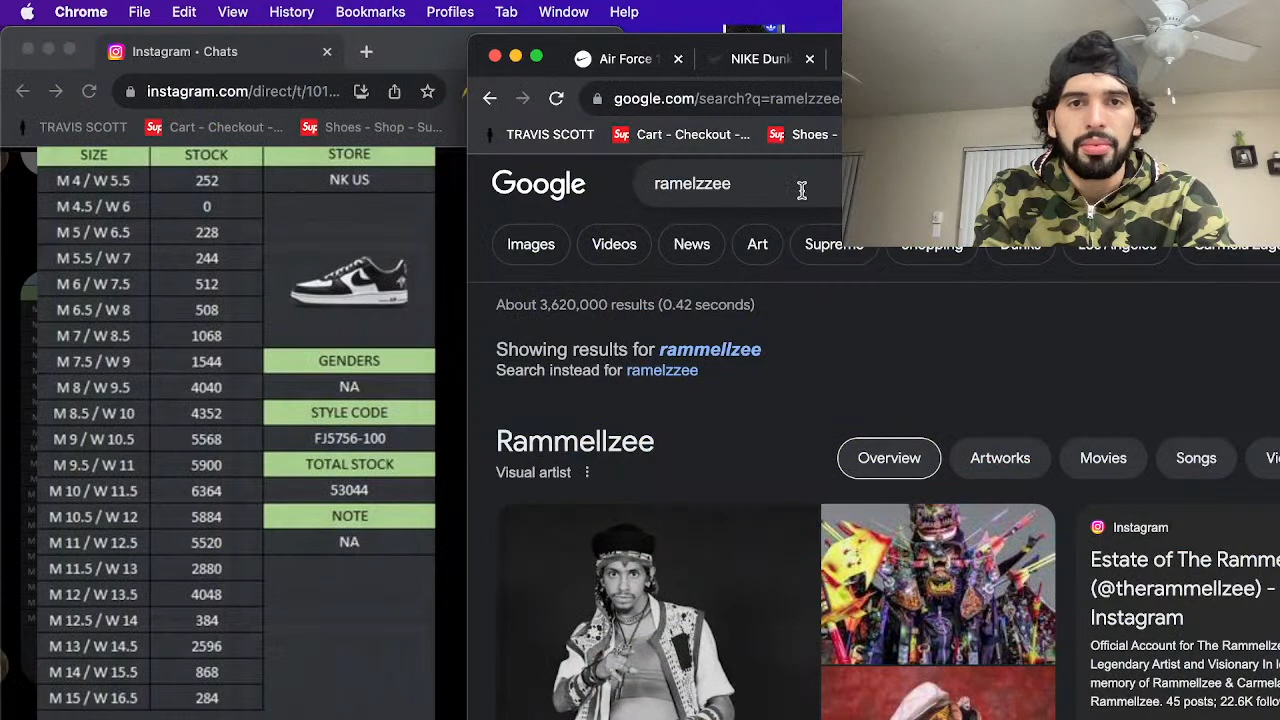 Chrome File Edit View History Bookmarks Profiles Tab Window Help
Instagram • Chats
instagram.com/direct/t/101...
TRAVIS SCOTT Sup Cart - Checkout -... Sup Shoes - Shop - Su...
SIZE STOCK STORE
M 4 / W 5.5 252 NK US
M 4.5 / W 6 0
M 5 / W 6.5 228
M 5.5 / W 7 244
M 6 / W 7.5 512
M 6.5 / W 8 508
M 7 / W 8.5 1068
M 7.5 / W 9 1544 GENDERS
M 8 / W 9.5 4040 NA
M 8.5 / W 10 4352 STYLE CODE
M 9 / W 10.5 5568 FJ5756-100
M 9.5 / W 11 5900 TOTAL STOCK
M 10 / W 11.5 6364 53044
M 10.5 / W 12 5884 NOTE
M 11 / W 12.5 5520 NA
M 11.5 / W 13 2880
M 12 / W 13.5 4048
M 12.5 / W 14 384
M 13 / W 14.5 2596
M 14 / W 15.5 868
M 15 / W 16.5 284
Air Force 1 NIKE Dunk
google.com/search?q=ramelzzee&
TRAVIS SCOTT Sup Cart - Checkout -... Sup Shoes -
Google ramelzzee
Images Videos News Art Supreme Shopping Dunks Los Angeles
About 3,620,000 results (0.42 seconds)
Showing results for rammellzee
Search instead for ramelzzee
Rammellzee
Visual artist
Overview Artworks Movies Songs
Instagram
Estate of The Ramme
(@therammellzee) -
Instagram
Official Account for The Rammellze
Legendary Artist and Visionary In lo
memory of Rammellzee & Carmela
Rammellzee. 45 posts; 22.6K follo